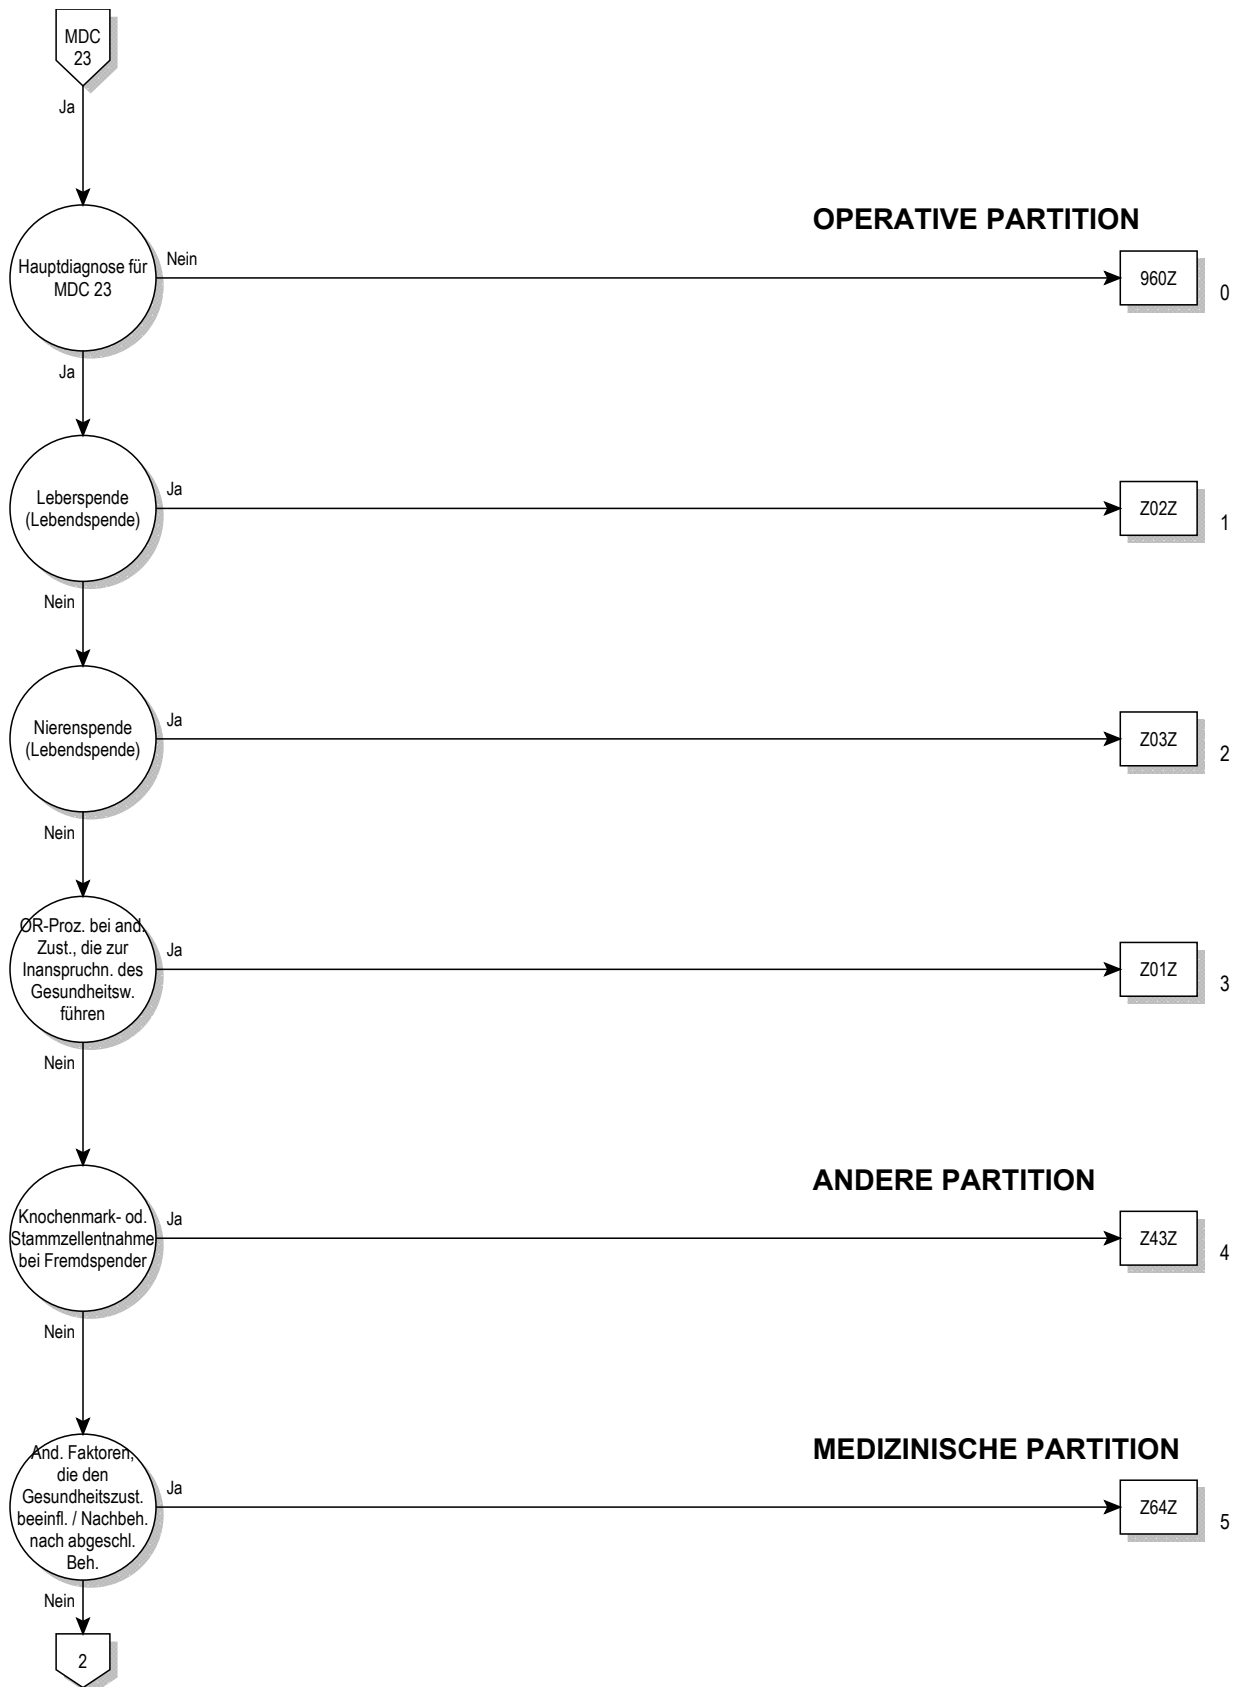 MDC
23
Ja
OPERATIVE PARTITION
Hauptdiagnose für
MDC 23
Nein
960Z
0
Ja
Leberspende
(Lebendspende)
Ja
Z02Z
1
Nein
Nierenspende
(Lebendspende)
Ja
Z03Z
2
Nein
OR-Proz. bei and.
Zust., die zur
Inanspruchn. des
Gesundheitsw.
führen
Ja
Z01Z
3
Nein
ANDERE PARTITION
Knochenmark- od.
Stammzellentnahme
bei Fremdspender
Ja
Z43Z
4
Nein
MEDIZINISCHE PARTITION
And. Faktoren,
die den
Gesundheitszust.
beeinfl. / Nachbeh.
nach abgeschl.
Beh.
Ja
Z64Z
5
Nein
2